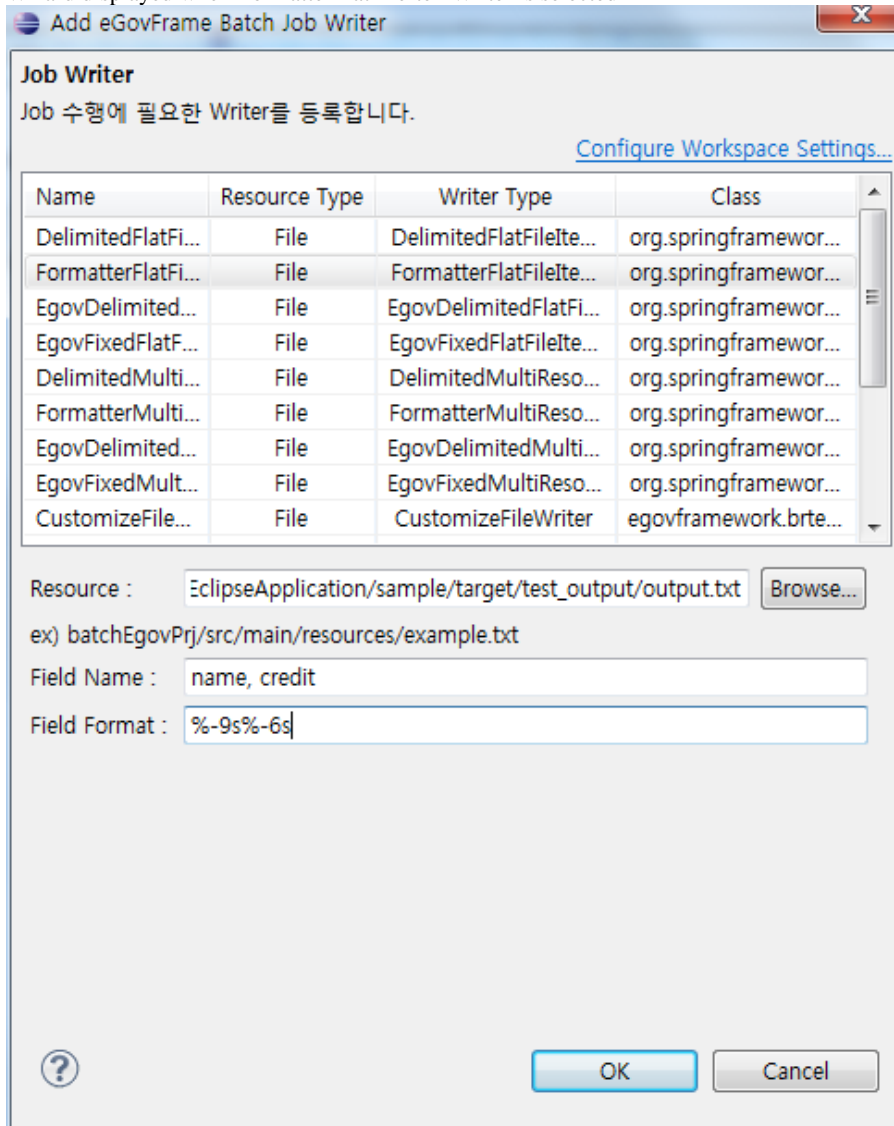 Add eGovFrame Batch Job Writer
Job Writer
Job 수행에 필요한 Writer를 등록합니다.
Configure Workspace Settings...
Name Resource Type Writer Type Class
DelimitedFlatFi... File DelimitedFlatFileIte... org.springframewor...
FormatterFlatFi... File FormatterFlatFileIte... org.springframewor...
EgovDelimited... File EgovDelimitedFlatFi... org.springframewor...
EgovFixedFlatF... File EgovFixedFlatFileIte... org.springframewor...
DelimitedMulti... File DelimitedMultiReso... org.springframewor...
FormatterMulti... File FormatterMultiReso... org.springframewor...
EgovDelimited... File EgovDelimitedMulti... org.springframewor...
EgovFixedMult... File EgovFixedMultiReso... org.springframewor...
CustomizeFile... File CustomizeFileWriter egovframework.brte...
Resource : EclipseApplication/sample/target/test_output/output.txt Browse...
ex) batchEgovPrj/src/main/resources/example.txt
Field Name : name, credit
Field Format : %-9s%-6s
OK Cancel